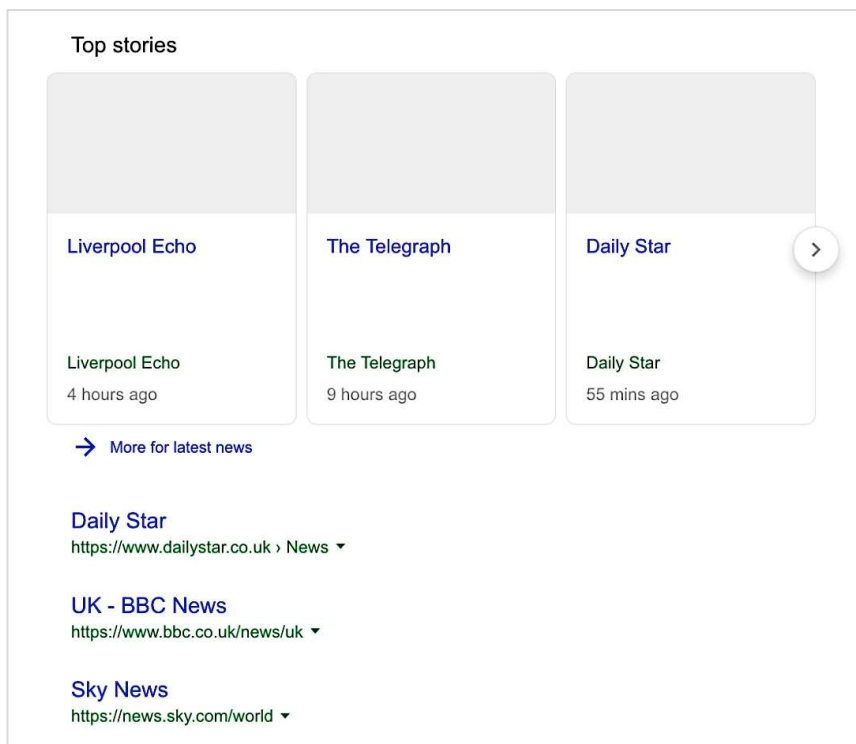 Top stories
Liverpool Echo
Liverpool Echo
4 hours ago
The Telegraph
The Telegraph
9 hours ago
Daily Star
Daily Star
55 mins ago
More for latest news
Daily Star
https://www.dailystar.co.uk › News
UK - BBC News
https://www.bbc.co.uk/news/uk
Sky News
https://news.sky.com/world